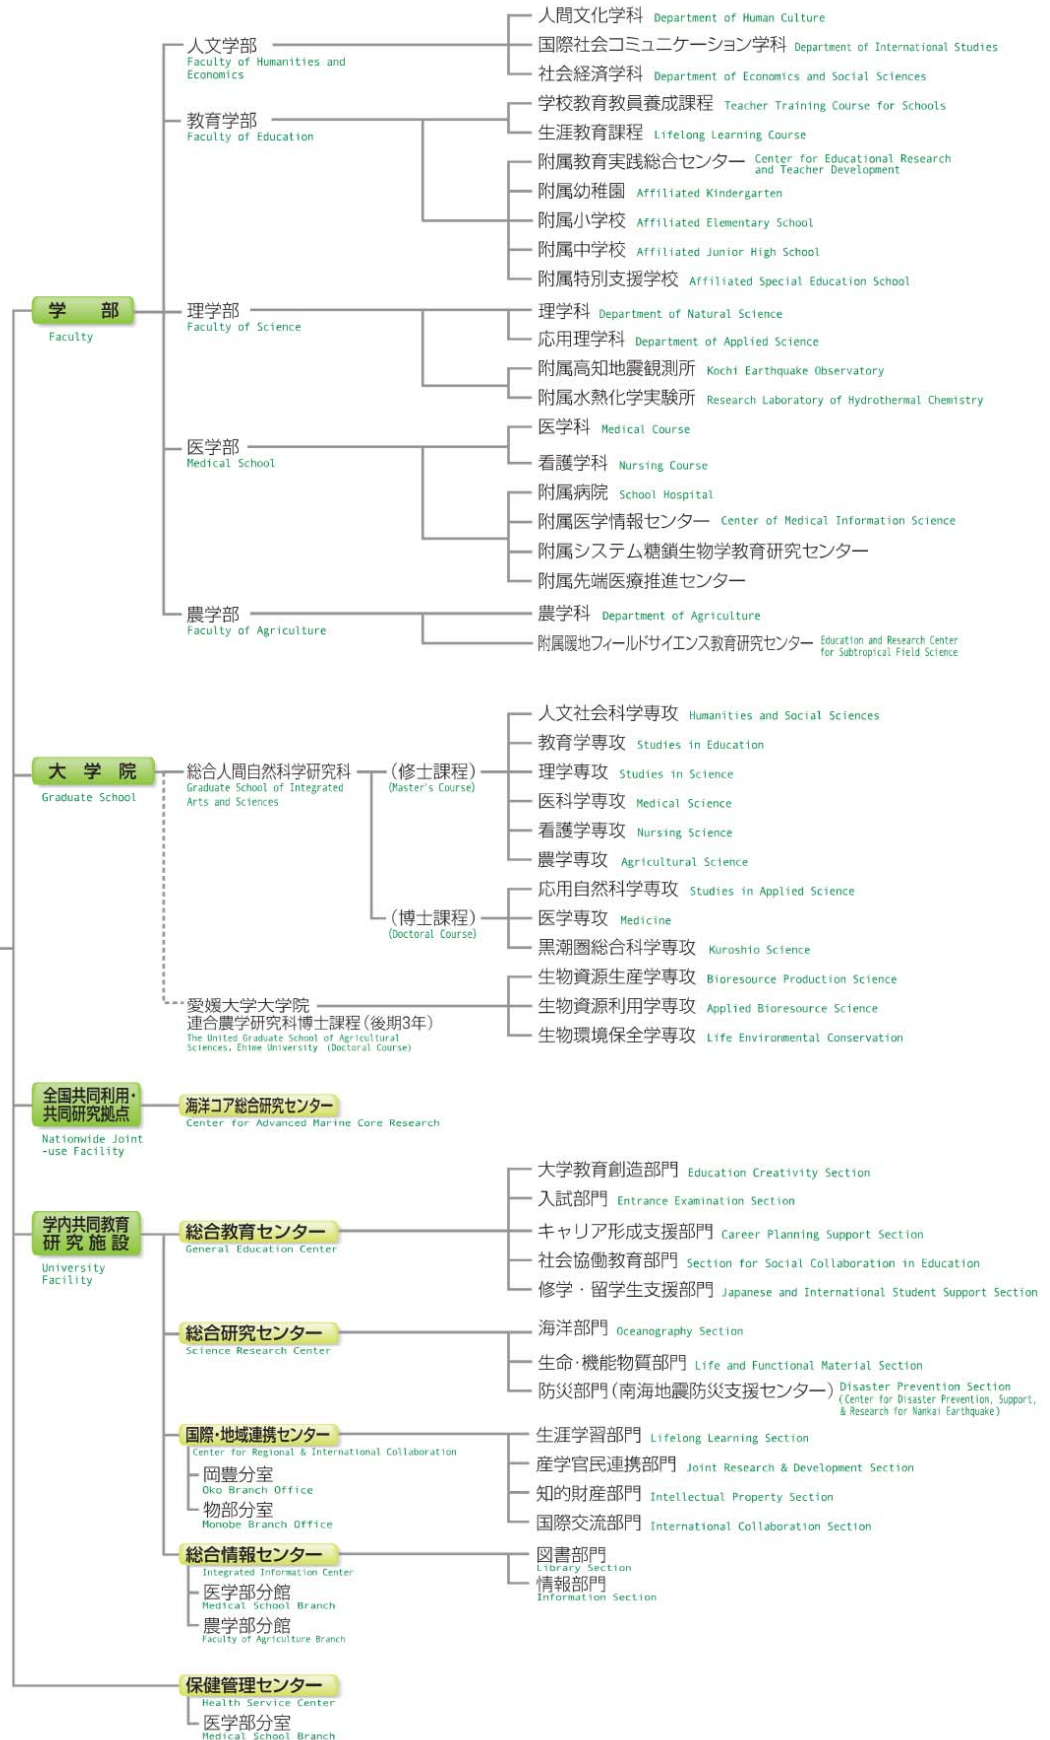 人間文化学科 Department of Human Culture
人文学部
Faculty of Humanities and
Economics
国際社会コミュニケーション学科 Department of International Studies
社会経済学科 Department of Economics and Social Sciences
教育学部
Faculty of Education
学校教育教員養成課程 Teacher Training Course for Schools
生涯教育課程 Lifelong Learning Course
附属教育実践総合センター Center for Educational Research
and Teacher Development
附属幼稚園 Affiliated Kindergarten
附属小学校 Affiliated Elementary School
附属中学校 Affiliated Junior High School
附属特別支援学校 Affiliated Special Education School
学 部
Faculty
理学部
Faculty of Science
理学科 Department of Natural Science
応用理学科 Department of Applied Science
附属高知地震観測所 Kochi Earthquake Observatory
附属水熱化学実験所 Research Laboratory of Hydrothermal Chemistry
医学部
Medical School
医学科 Medical Course
看護学科 Nursing Course
附属病院 School Hospital
附属医学情報センター Center of Medical Information Science
附属システム糖鎖生物学教育研究センター
附属先端医療推進センター
農学部
Faculty of Agriculture
農学科 Department of Agriculture
附属暖地フィールドサイエンス教育研究センター Education and Research Center
for Subtropical Field Science
大 学 院
Graduate School
総合人間自然科学研究科
Graduate School of Integrated
Arts and Sciences
(修士課程)
(Master's Course)
人文社会科学専攻 Humanities and Social Sciences
教育学専攻 Studies in Education
理学専攻 Studies in Science
医科学専攻 Medical Science
看護学専攻 Nursing Science
農学専攻 Agricultural Science
(博士課程)
(Doctoral Course)
応用自然科学専攻 Studies in Applied Science
医学専攻 Medicine
黒潮圏総合科学専攻 Kuroshio Science
愛媛大学大学院
連合農学研究科博士課程(後期3年)
The United Graduate School of Agricultural
Sciences, Ehime University (Doctoral Course)
生物資源生産学専攻 Bioresource Production Science
生物資源利用学専攻 Applied Bioresource Science
生物環境保全学専攻 Life Environmental Conservation
全国共同利用・
共同研究拠点
Nationwide Joint
-use Facility
海洋コア総合研究センター
Center for Advanced Marine Core Research
学内共同教育
研究施設
University
Facility
総合教育センター
General Education Center
大学教育創造部門 Education Creativity Section
入試部門 Entrance Examination Section
キャリア形成支援部門 Career Planning Support Section
社会協働教育部門 Section for Social Collaboration in Education
修学・留学生支援部門 Japanese and International Student Support Section
総合研究センター
Science Research Center
海洋部門 Oceanography Section
生命・機能物質部門 Life and Functional Material Section
防災部門(南海地震防災支援センター) Disaster Prevention Section
(Center for Disaster Prevention, Support,
& Research for Nankai Earthquake)
国際・地域連携センター
Center for Regional & International Collaboration
岡豊分室
Oko Branch Office
物部分室
Monobe Branch Office
生涯学習部門 Lifelong Learning Section
産学官民連携部門 Joint Research & Development Section
知的財産部門 Intellectual Property Section
国際交流部門 International Collaboration Section
総合情報センター
Integrated Information Center
医学部分館
Medical School Branch
農学部分館
Faculty of Agriculture Branch
図書部門
Library Section
情報部門
Information Section
保健管理センター
Health Service Center
医学部分室
Medical School Branch